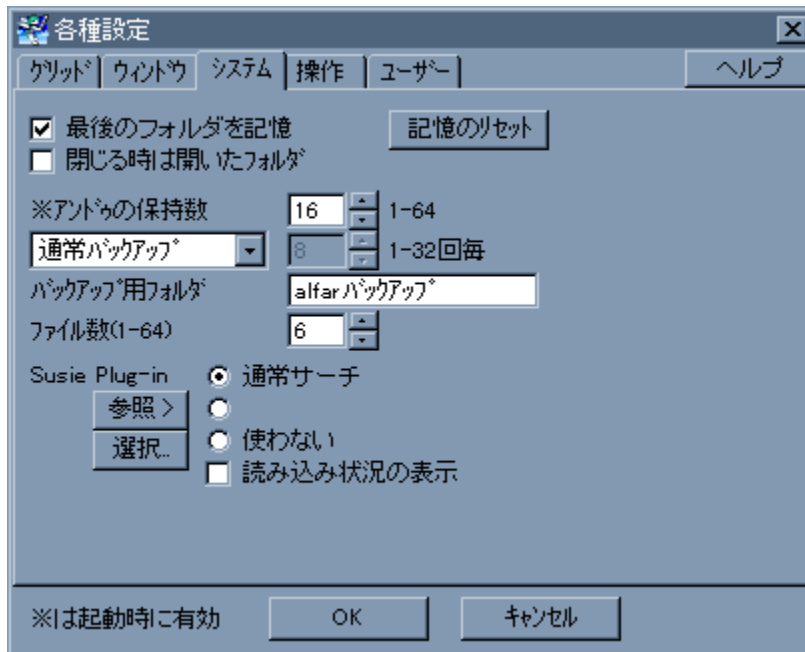 各種設定
グリッド ウィンドウ システム 操作 ユーザー ヘルプ
最後のフォルダを記憶 記憶のリセット
閉じる時は開いたフォルダ
※アンドゥの保持数 16 1-64
通常バックアップ 8 1-32回毎
バックアップ用フォルダ alfarバックアップ
ファイル数(1-64) 6
Susie Plug-in 通常サーチ
参照 >
選択.. 使わない
読み込み状況の表示
※は起動時に有効 OK キャンセル